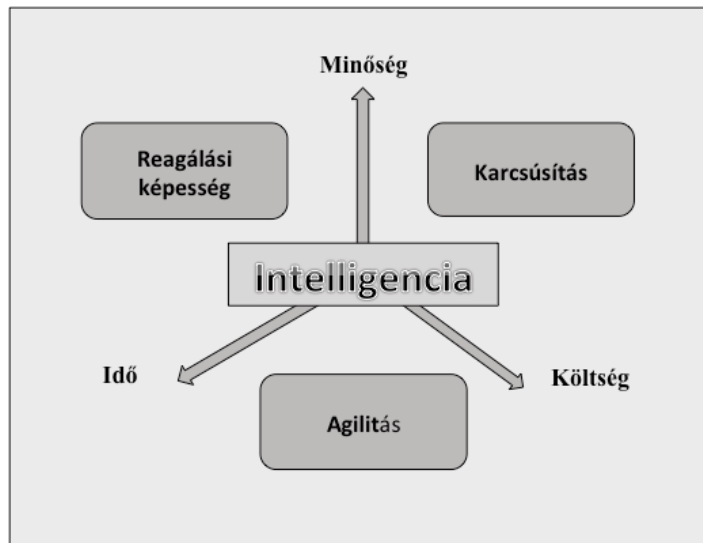 Minőség
Reagálási
képesség
Karcsúsítás
Intelligencia
Idő
Költség
Agilitás